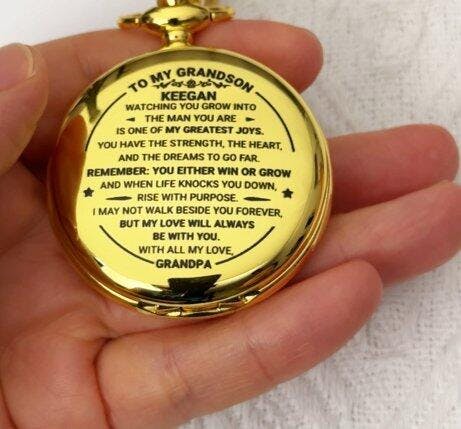 TO MY GRANDSON
KEEGAN
WATCHING YOU GROW INTO
THE MAN YOU ARE
IS ONE OF MY GREATEST JOYS.
YOU HAVE THE STRENGTH, THE HEART,
AND THE DREAMS TO GO FAR.
REMEMBER: YOU EITHER WIN OR GROW
AND WHEN LIFE KNOCKS YOU DOWN,
RISE WITH PURPOSE.
I MAY NOT WALK BESIDE YOU FOREVER,
BUT MY LOVE WILL ALWAYS
BE WITH YOU.
WITH ALL MY LOVE,
GRANDPA